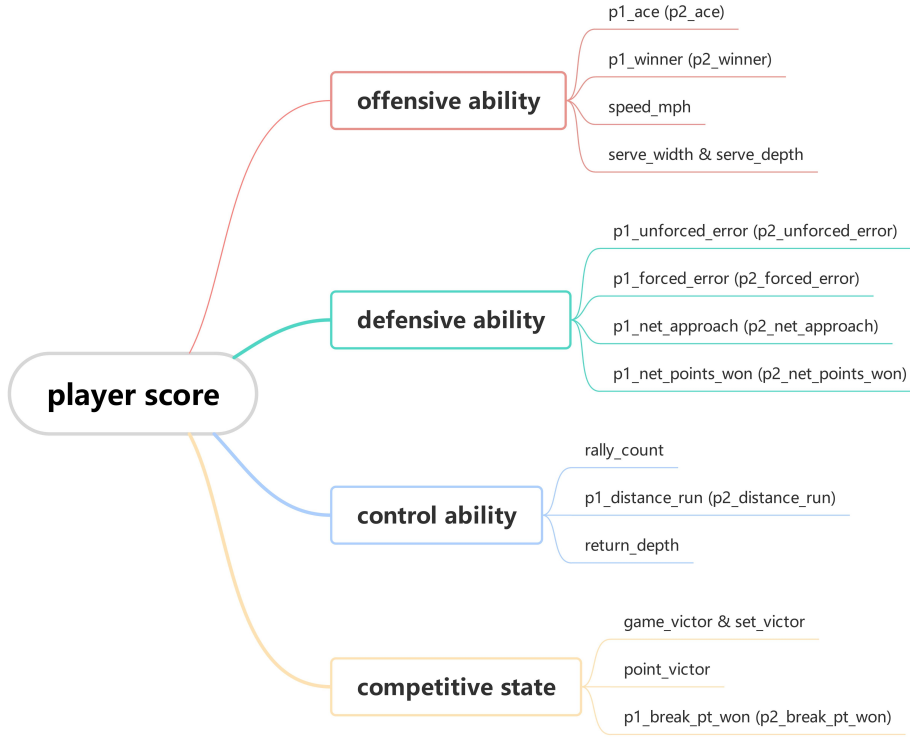 player score
offensive ability
p1_ace (p2_ace)
p1_winner (p2_winner)
speed_mph
serve_width & serve_depth
defensive ability
p1_unforced_error (p2_unforced_error)
p1_forced_error (p2_forced_error)
p1_net_approach (p2_net_approach)
p1_net_points_won (p2_net_points_won)
control ability
rally_count
p1_distance_run (p2_distance_run)
return_depth
competitive state
game_victor & set_victor
point_victor
p1_break_pt_won (p2_break_pt_won)